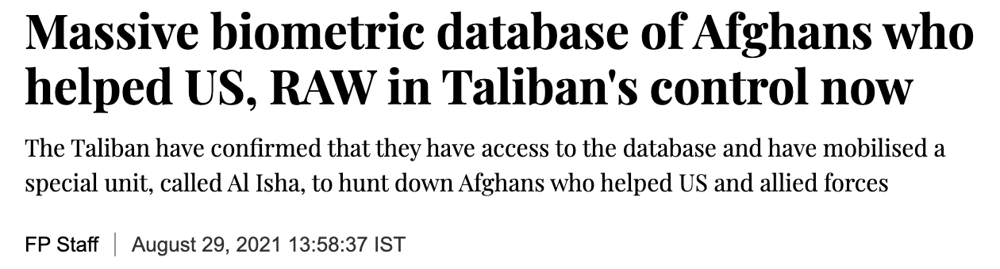 Massive biometric database of Afghans who
helped US, RAW in Taliban's control now
The Taliban have confirmed that they have access to the database and have mobilised a
special unit, called Al Isha, to hunt down Afghans who helped US and allied forces
FP Staff | August 29, 2021 13:58:37 IST